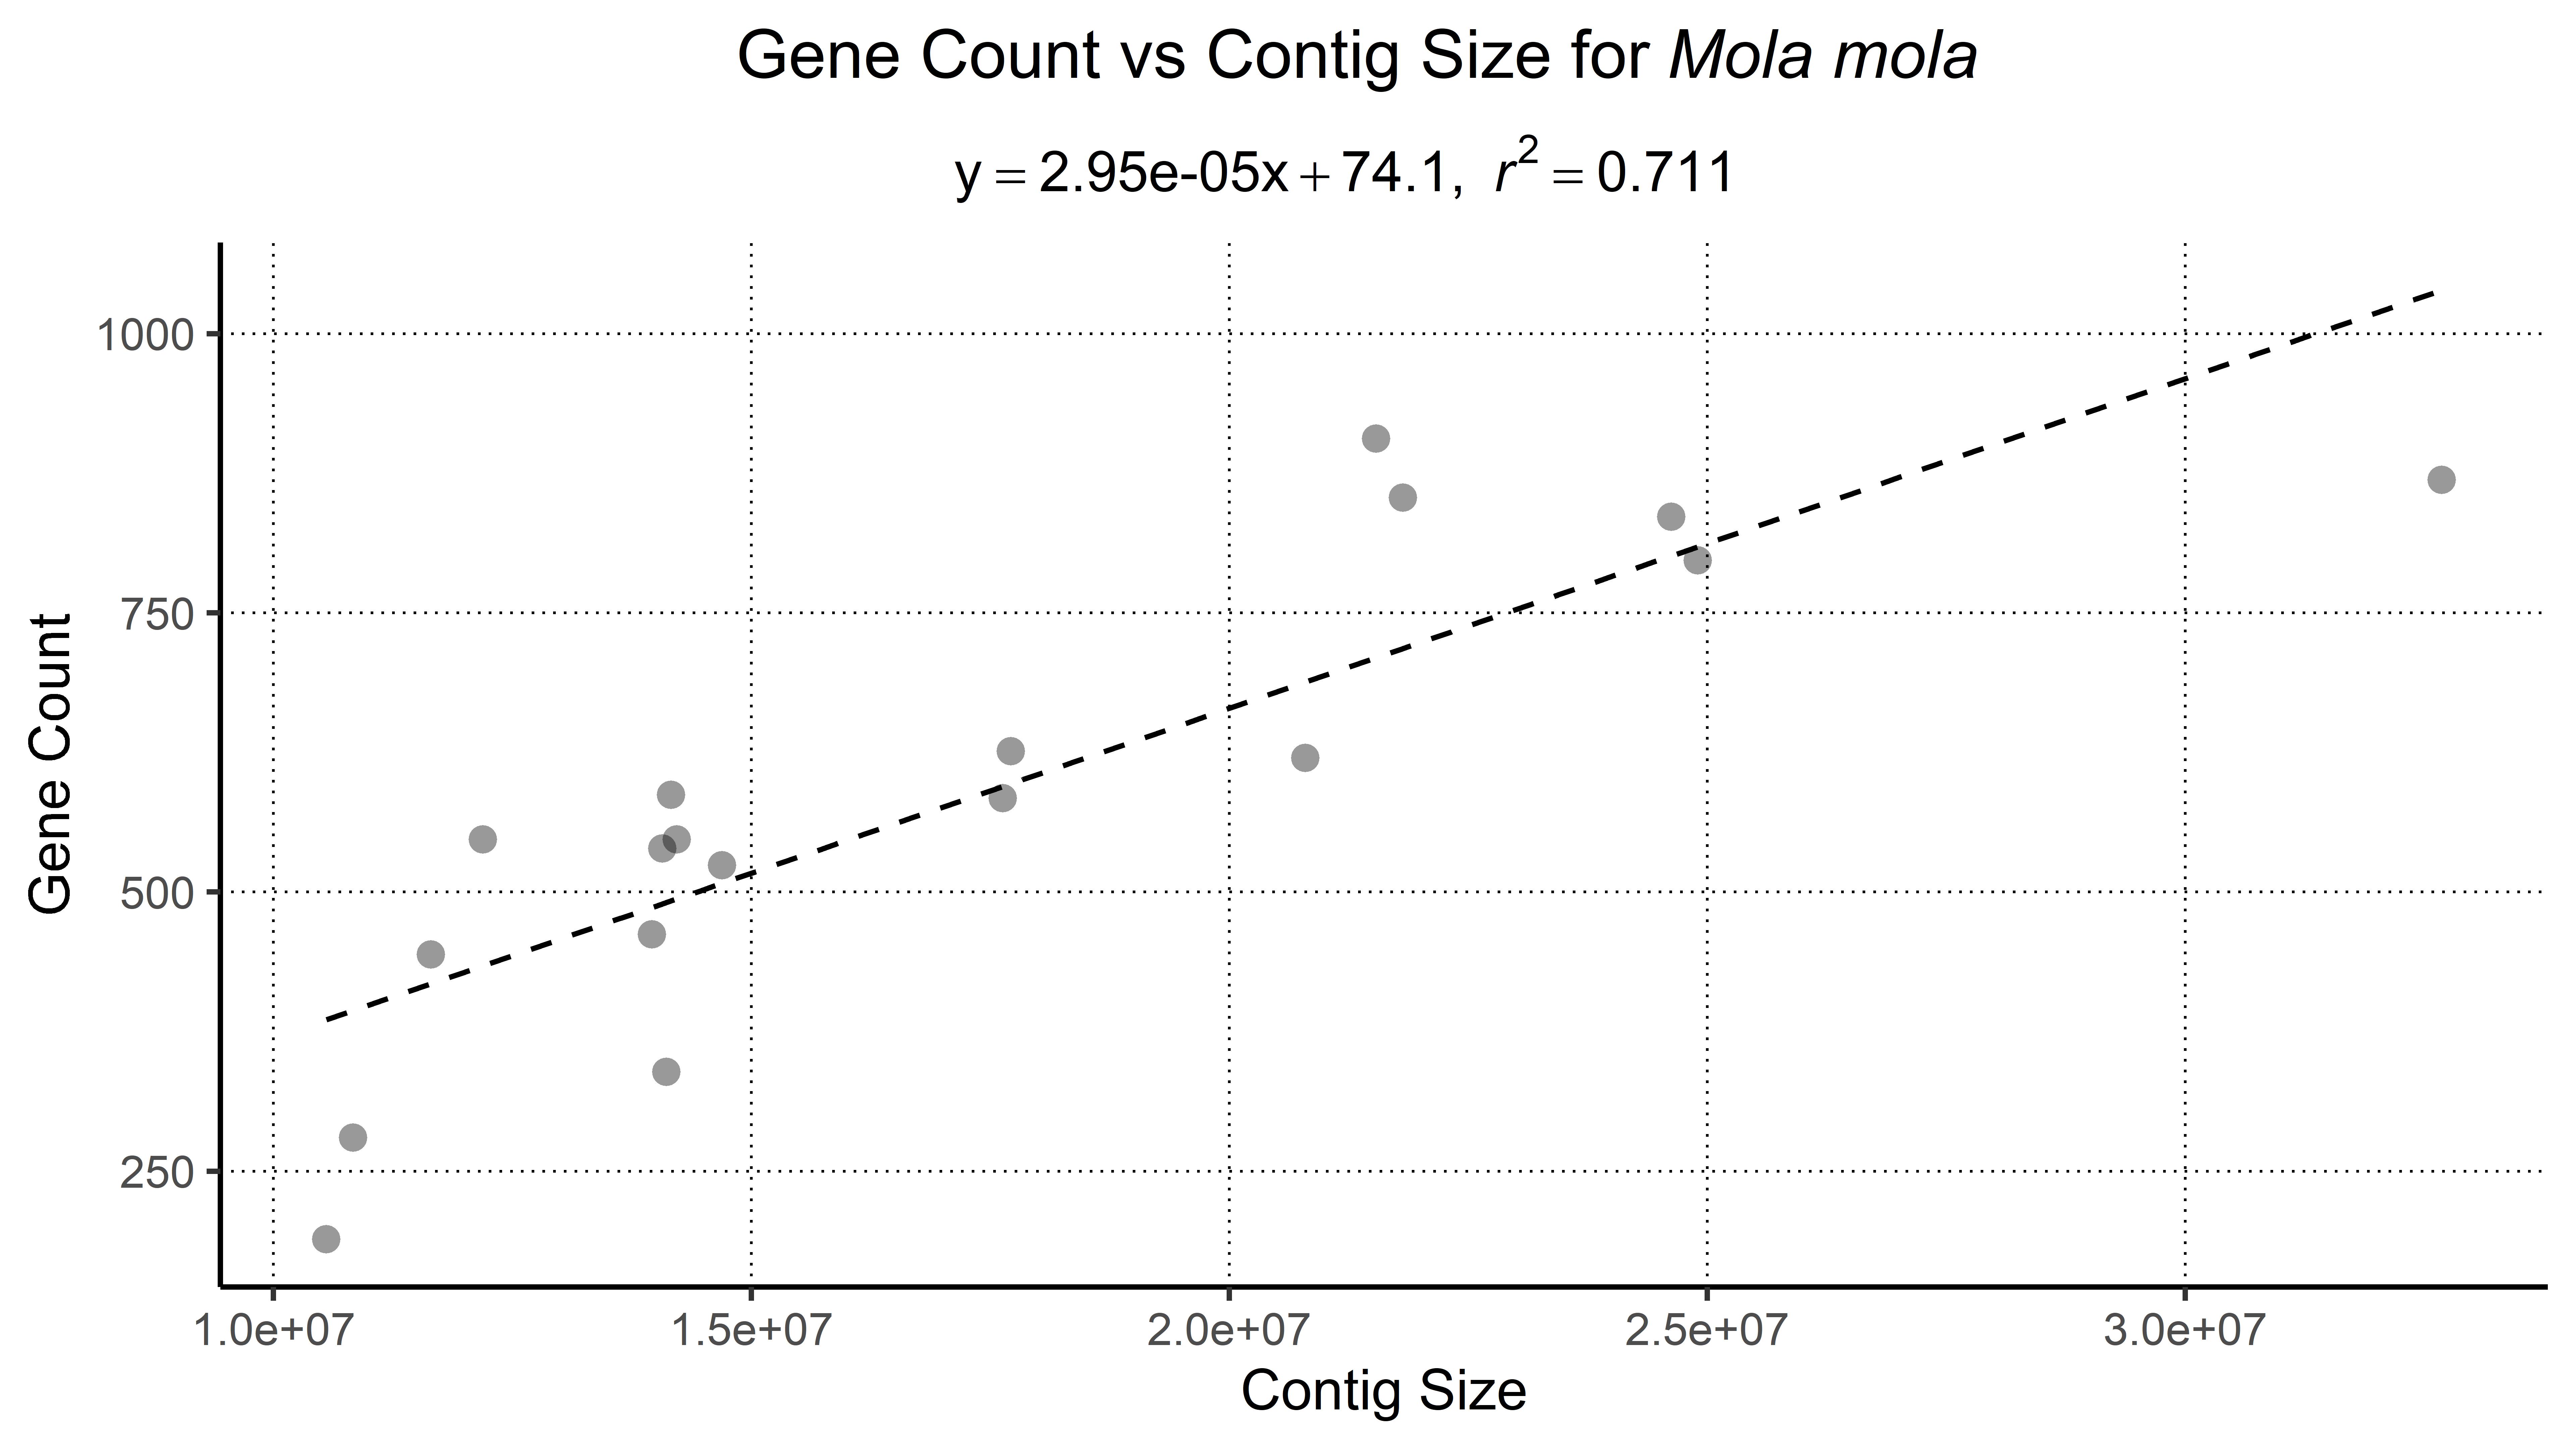 Gene Count vs Contig Size for Mola mola
y = 2.95e-05x + 74.1, r² = 0.711
Gene Count
1000
750
500
250
1.0e+07 1.5e+07 2.0e+07 2.5e+07 3.0e+07
Contig Size